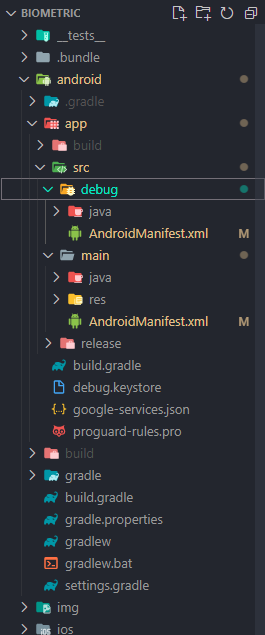 BIOMETRIC
__tests__
.bundle
android
.gradle
app
build
src
debug
java
AndroidManifest.xml M
main
java
res
AndroidManifest.xml M
release
build.gradle
debug.keystore
google-services.json
proguard-rules.pro
build
gradle
build.gradle
gradle.properties
gradlew
gradlew.bat
settings.gradle
img
ios